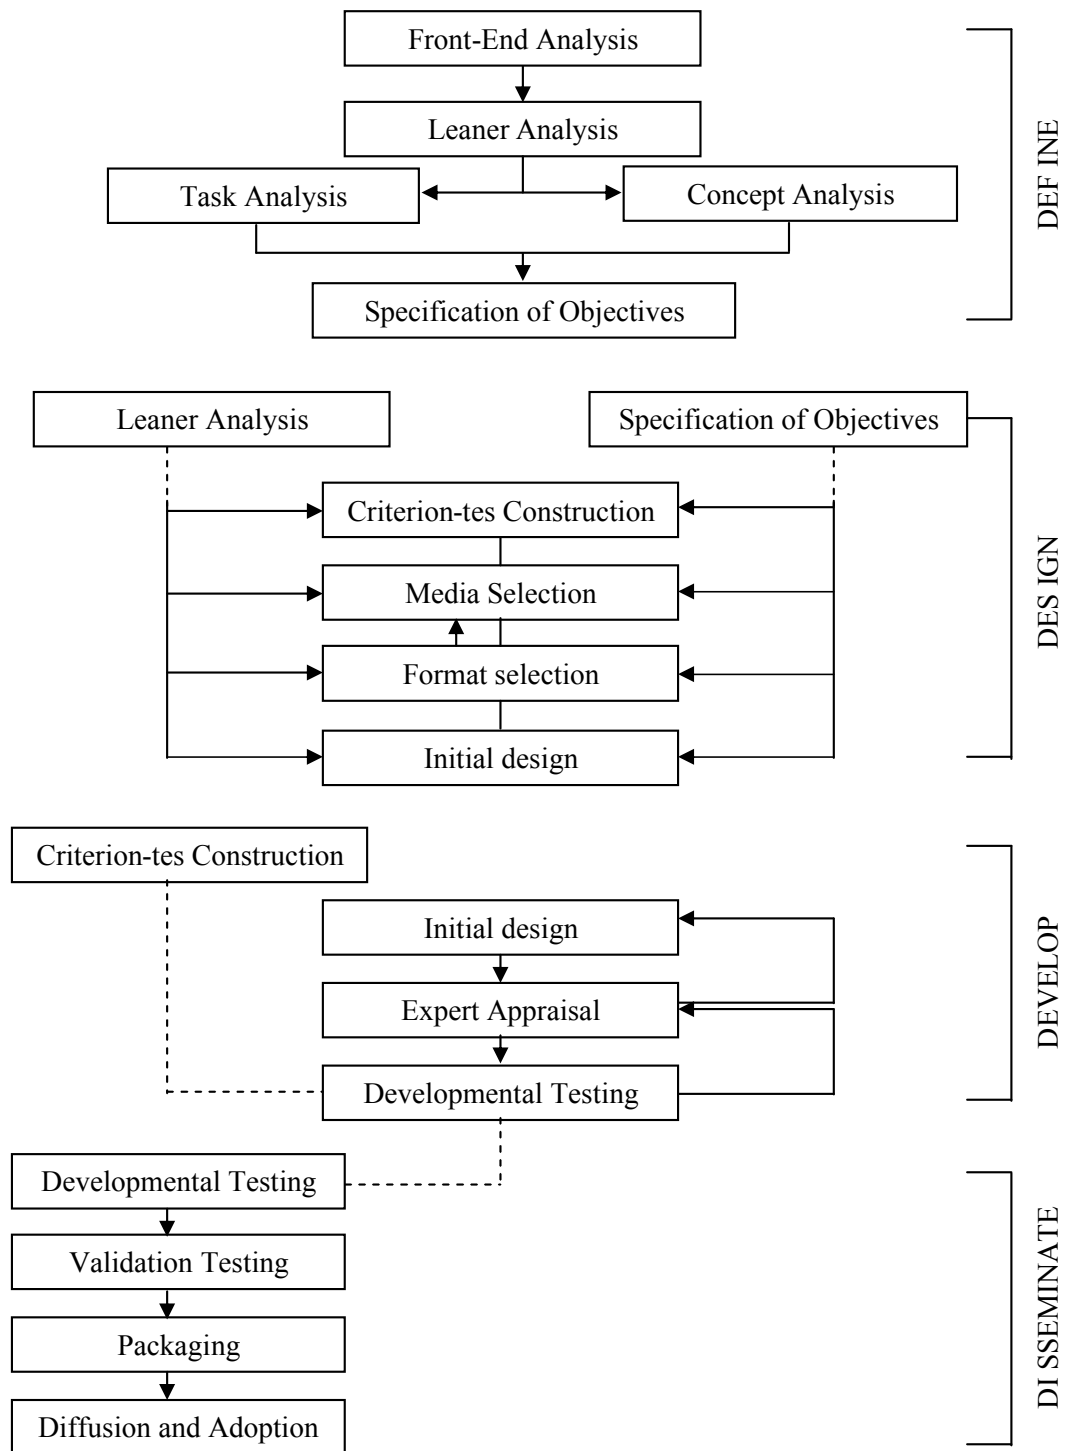 Front-End Analysis
Leaner Analysis
Task Analysis
Concept Analysis
Specification of Objectives
DEF INE
Leaner Analysis
Specification of Objectives
Criterion-tes Construction
Media Selection
Format selection
Initial design
DES IGN
Criterion-tes Construction
Initial design
Expert Appraisal
Developmental Testing
DEVELOP
Developmental Testing
Validation Testing
Packaging
Diffusion and Adoption
DI SSEMINATE